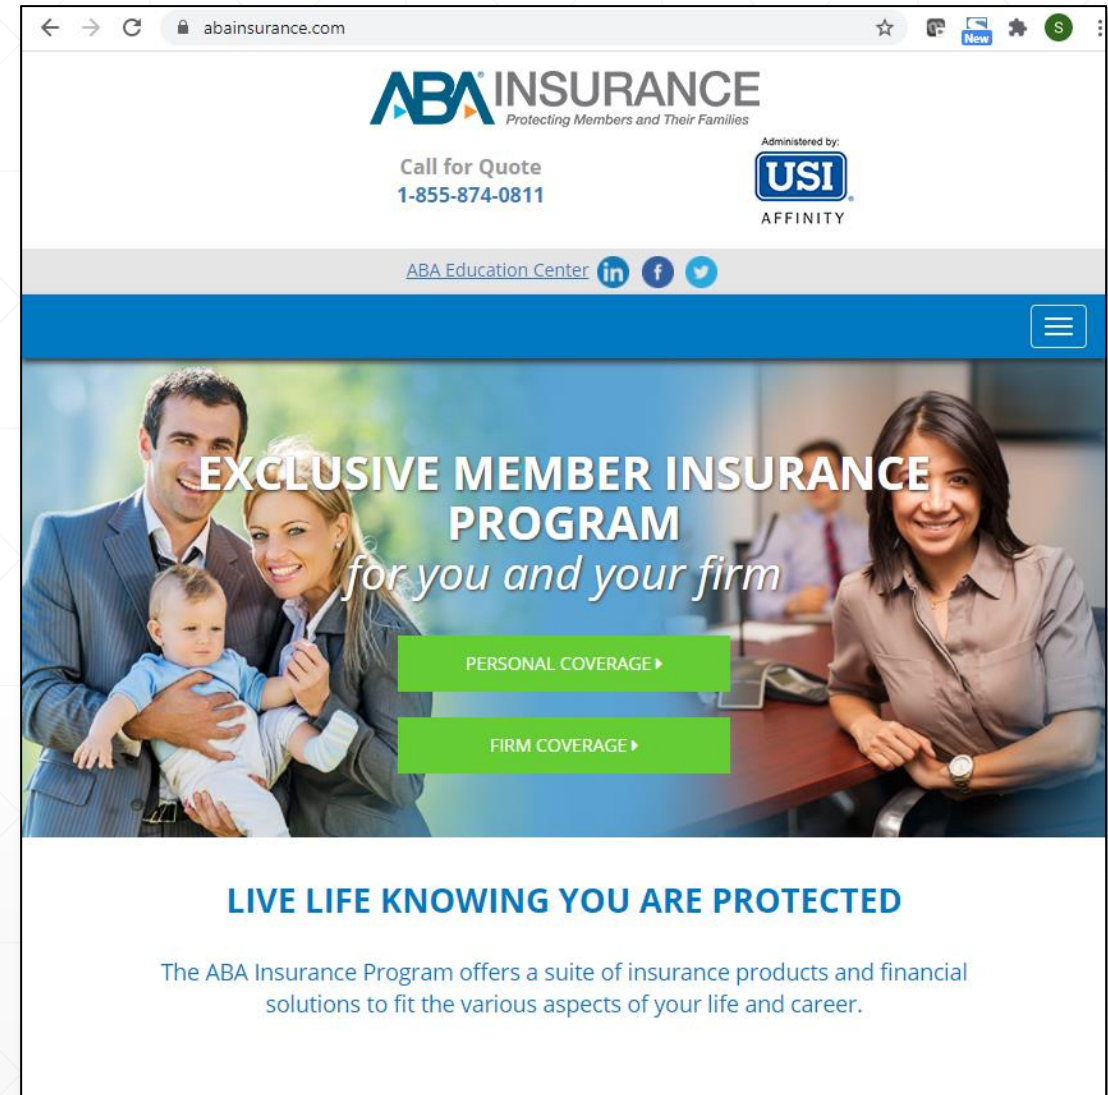 abainsurance.com
New
S
ABA INSURANCE
Protecting Members and Their Families
Call for Quote
1-855-874-0811
Administered by:
USI
AFFINITY
ABA Education Center in f
EXCLUSIVE MEMBER INSURANCE
PROGRAM
for you and your firm
PERSONAL COVERAGE
FIRM COVERAGE
LIVE LIFE KNOWING YOU ARE PROTECTED
The ABA Insurance Program offers a suite of insurance products and financial
solutions to fit the various aspects of your life and career.